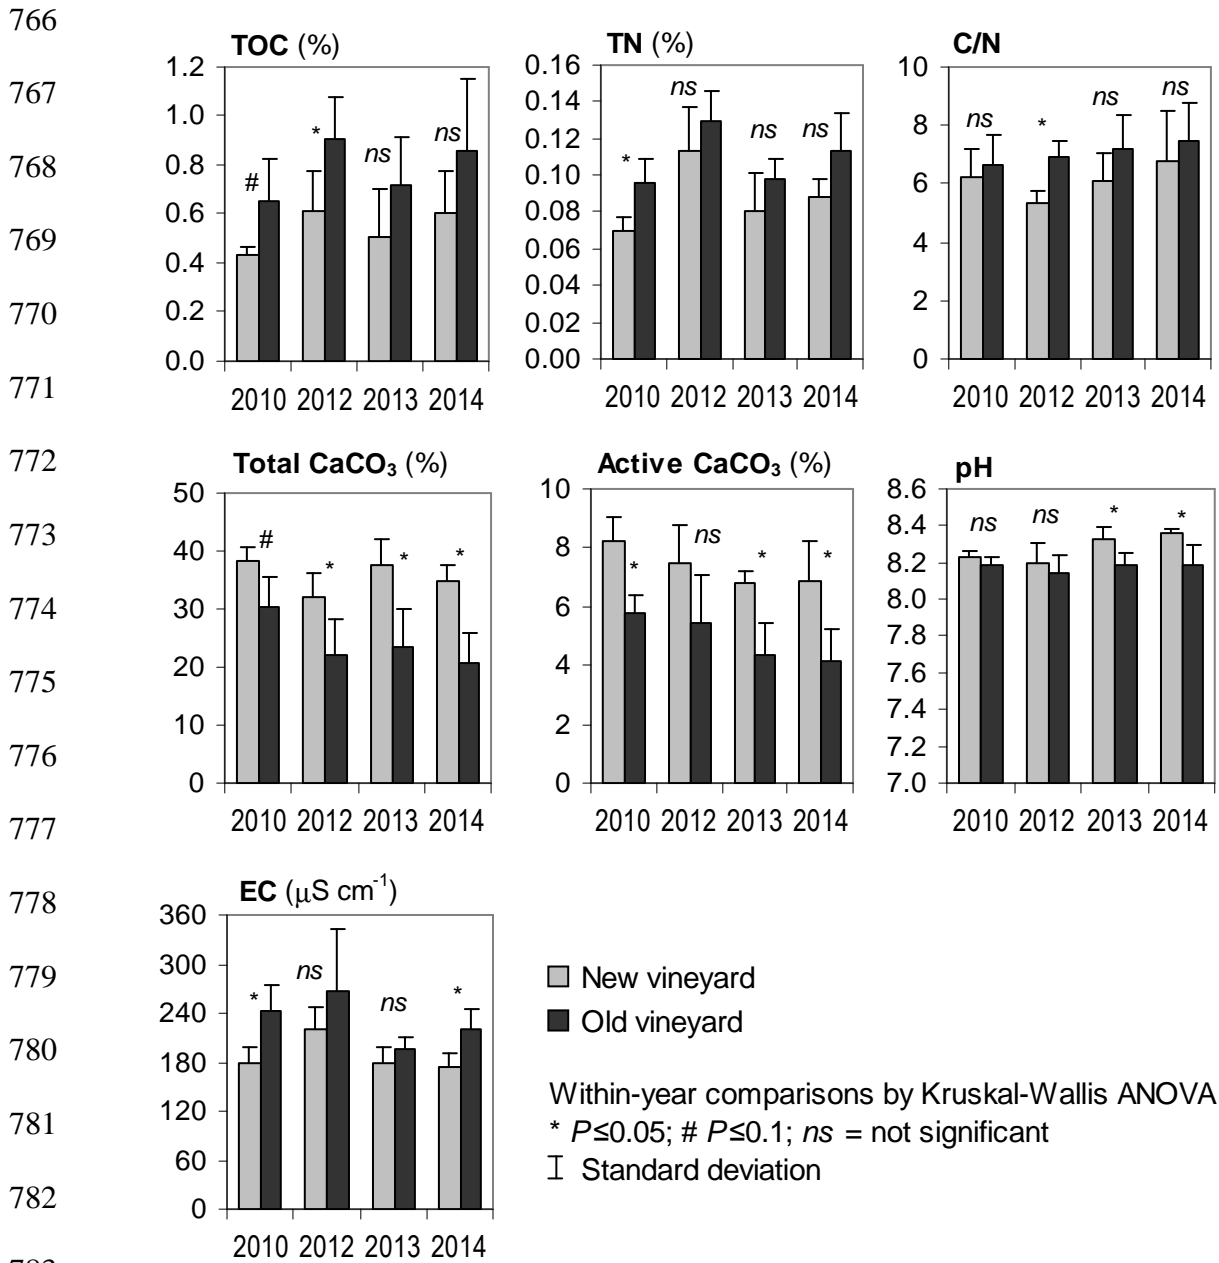 766
TOC (%)
1.2
1.0
0.8
0.6
0.4
0.2
0.0
#
*
ns
ns
2010 2012 2013 2014
TN (%)
0.16
0.14
0.12
0.10
0.08
0.06
0.04
0.02
0.00
*
ns
ns
ns
2010 2012 2013 2014
C/N
10
8
6
4
2
0
ns
*
ns
ns
2010 2012 2013 2014
767
768
769
770
771
772
Total CaCO₃ (%)
50
40
30
20
10
0
#
*
*
*
2010 2012 2013 2014
Active CaCO₃ (%)
10
8
6
4
2
0
*
ns
*
*
2010 2012 2013 2014
pH
8.6
8.4
8.2
8.0
7.8
7.6
7.4
7.2
7.0
ns
ns
*
*
2010 2012 2013 2014
773
774
775
776
777
778
EC (μS cm⁻¹)
360
300
240
180
120
60
0
*
ns
ns
*
2010 2012 2013 2014
779
780
781
782
New vineyard
Old vineyard
Within-year comparisons by Kruskal-Wallis ANOVA
* P≤0.05; # P≤0.1; ns = not significant
Standard deviation